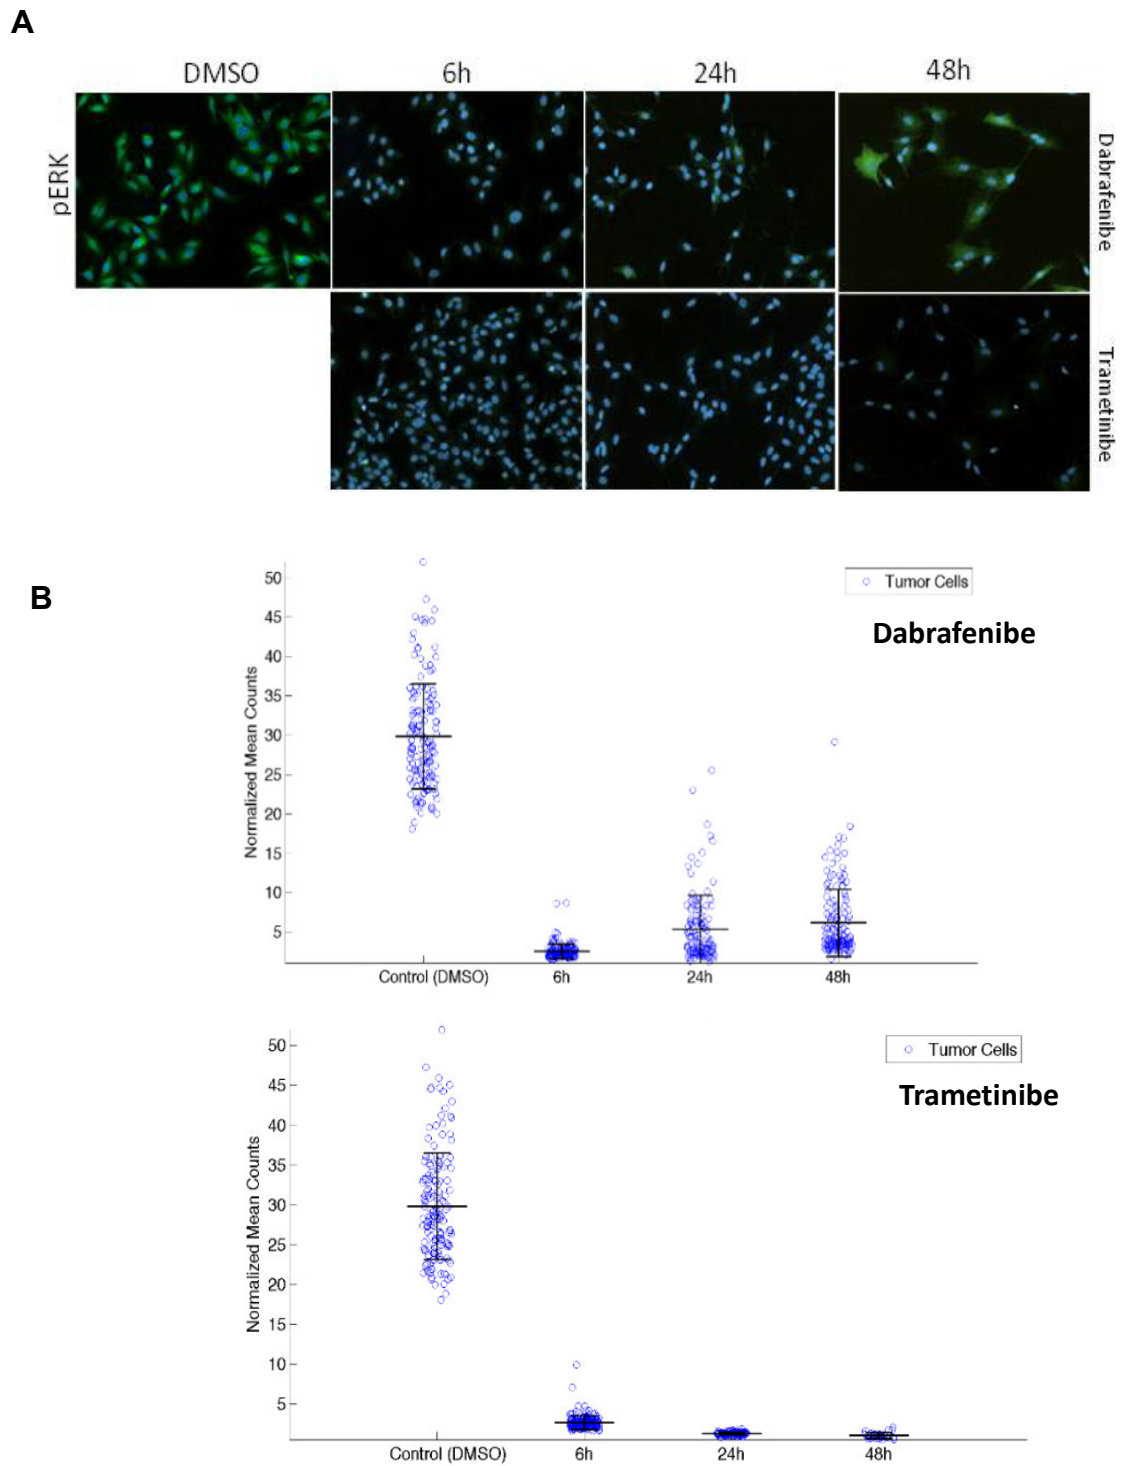 A
DMSO 6h 24h 48h
pERK
Dabrafenibe
Trametinibe
B
50
45
40
35
30
25
20
15
10
5
Normalized Mean Counts
Tumor Cells
Dabrafenibe
Control (DMSO) 6h 24h 48h
50
45
40
35
30
25
20
15
10
5
Normalized Mean Counts
Tumor Cells
Trametinibe
Control (DMSO) 6h 24h 48h